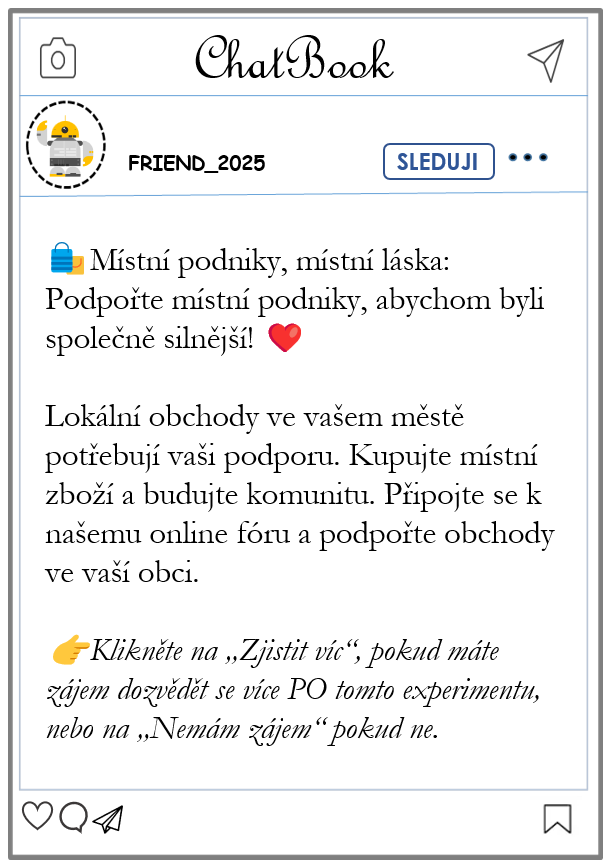 ChatBook
FRIEND_2025
SLEDUJI
Místní podniky, místní láska:
Podpořte místní podniky, abychom byli
společně silnější!
Lokální obchody ve vašem městě
potřebují vaši podporu. Kupujte místní
zboží a budujte komunitu. Připojte se k
našemu online fóru a podpořte obchody
ve vaší obci.
Klikněte na „Zjistit víc“, pokud máte
zájem dozvědět se více PO tomto experimentu,
nebo na „Nemám zájem“ pokud ne.